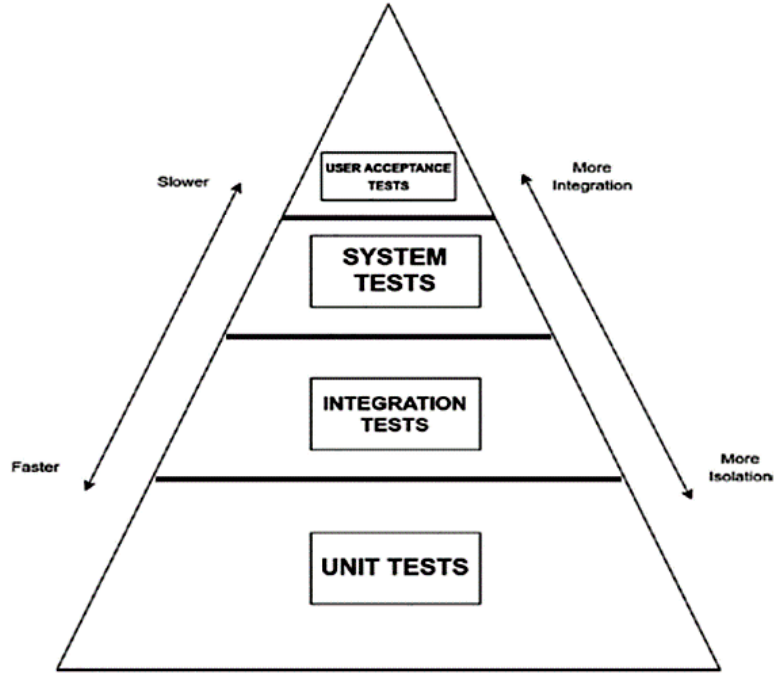 USER ACCEPTANCE
TESTS
Slower
More
Integration
SYSTEM
TESTS
INTEGRATION
TESTS
Faster
More
Isolation
UNIT TESTS